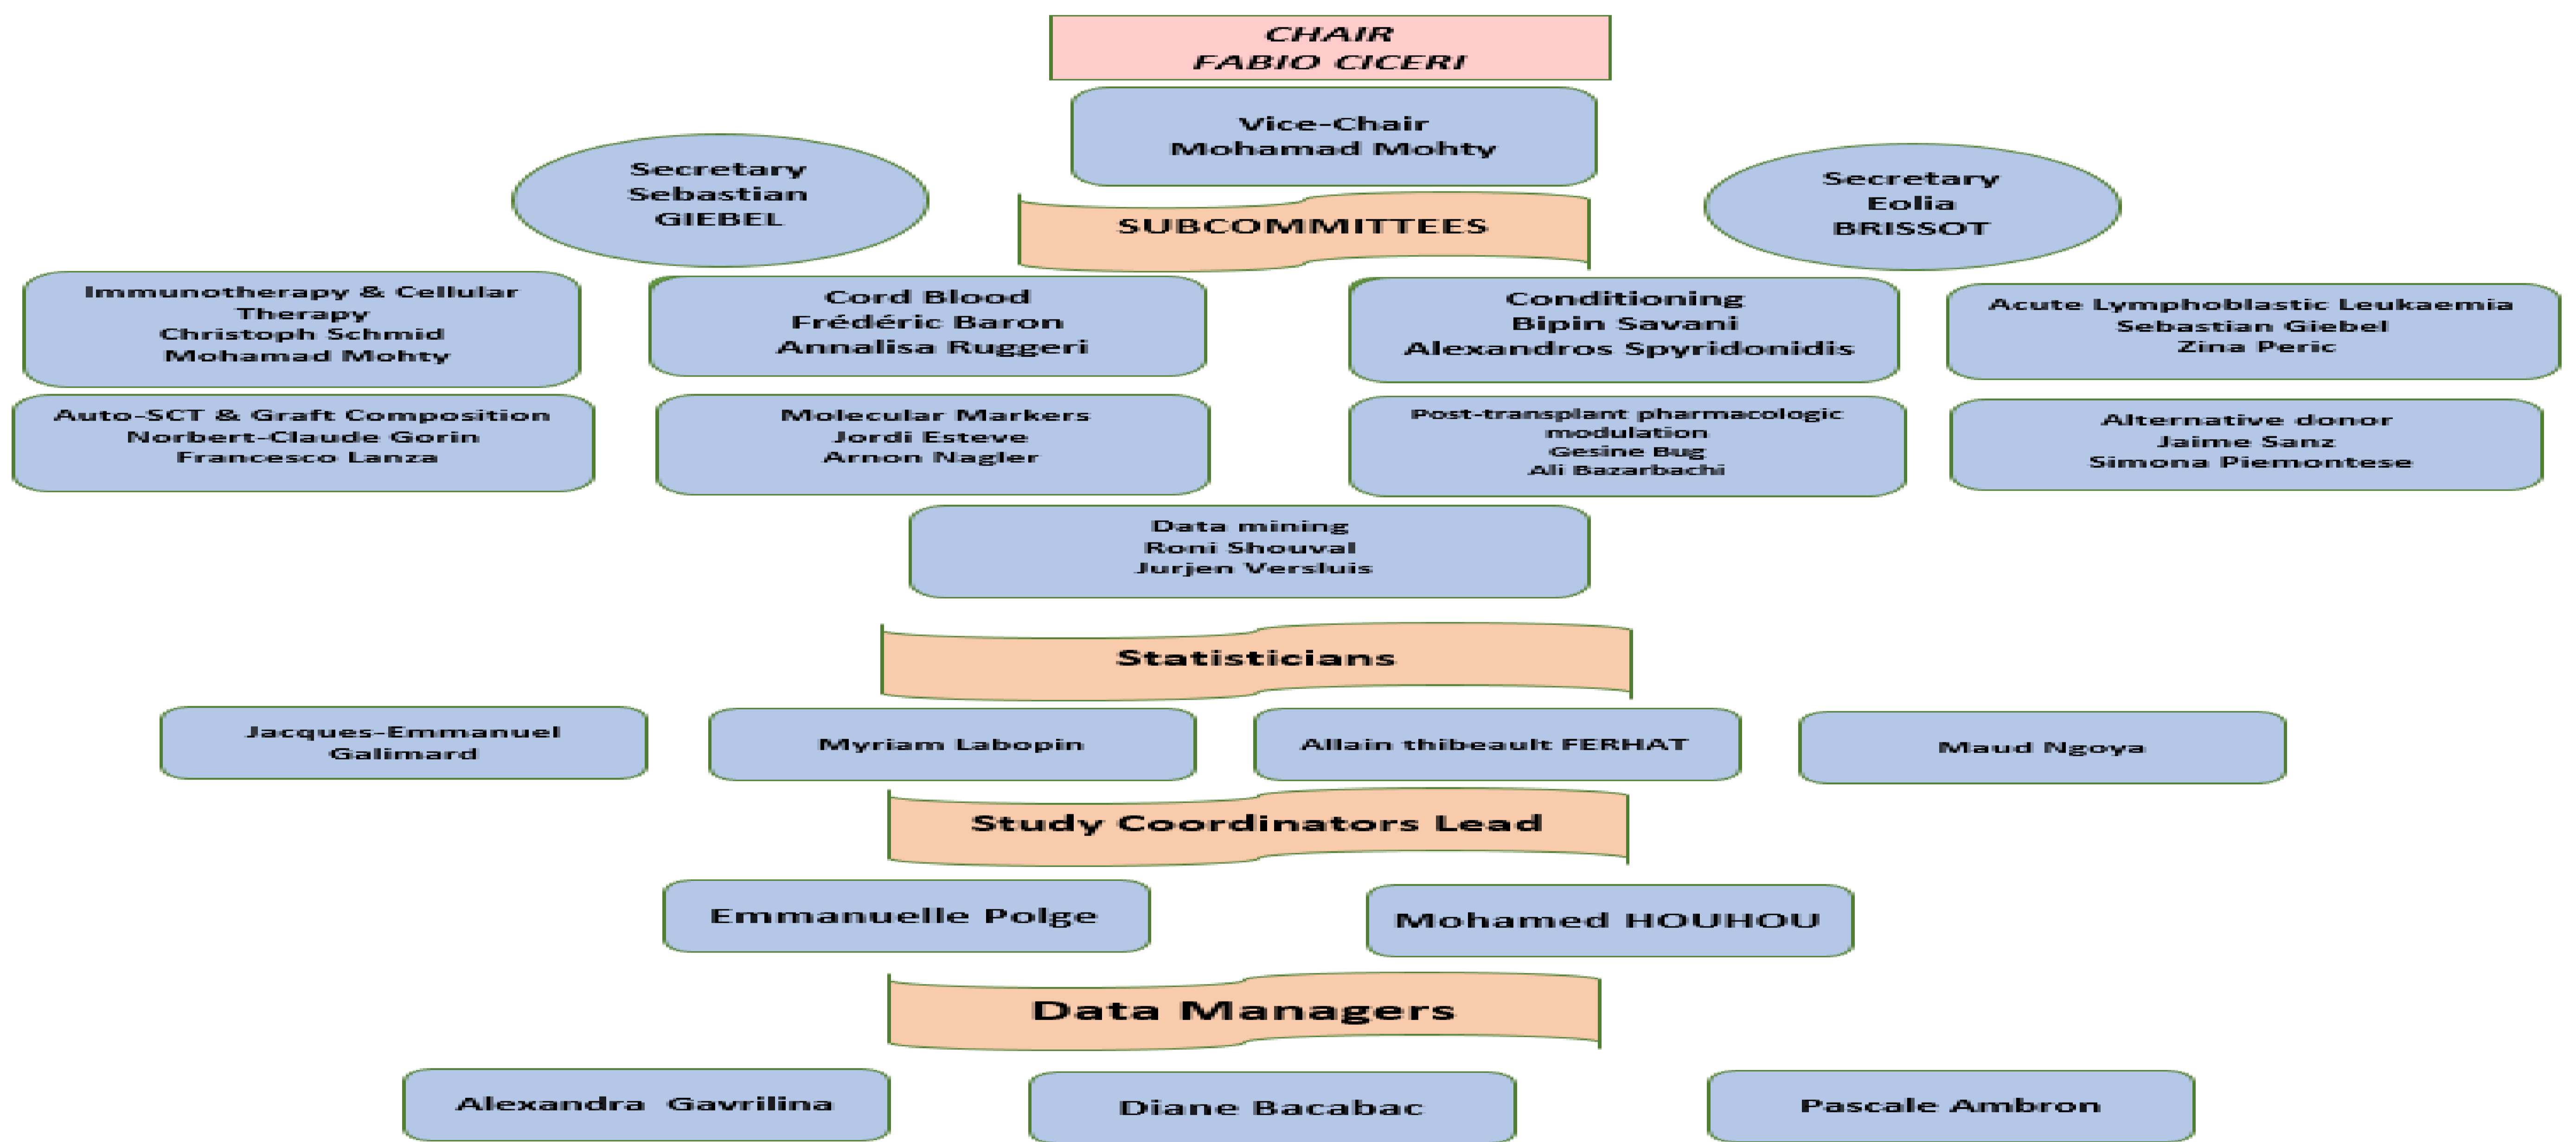 CHAIR
FABIO CICERI
Vice-Chair
Mohamad Mohty
Secretary
Sebastian
GIEBEL
Secretary
Eolia
BRISSOT
SUBCOMMITTEES
Immunotherapy & Cellular
Therapy
Christoph Schmid
Mohamad Mohty
Cord Blood
Frédéric Baron
Annalisa Ruggeri
Conditioning
Bipin Savani
Alexandros Spyridonidis
Acute Lymphoblastic Leukaemia
Sebastian Giebel
Zina Peric
Auto-SCT & Graft Composition
Norbert-Claude Gorin
Francesco Lanza
Molecular Markers
Jordi Esteve
Arnon Nagler
Post-transplant pharmacologic
modulation
Gesine Bug
Ali Bazarbachi
Alternative donor
Jaime Sanz
Simona Piemontese
Data mining
Roni Shouval
Jurjen Versluis
Statisticians
Jacques-Emmanuel
Galimard
Myriam Labopin
Allain thibeault FERHAT
Maud Ngoya
Study Coordinators Lead
Emmanuelle Polge
Mohamed HOUHOU
Data Managers
Alexandra  Gavrilina
Diane Bacabac
Pascale Ambron